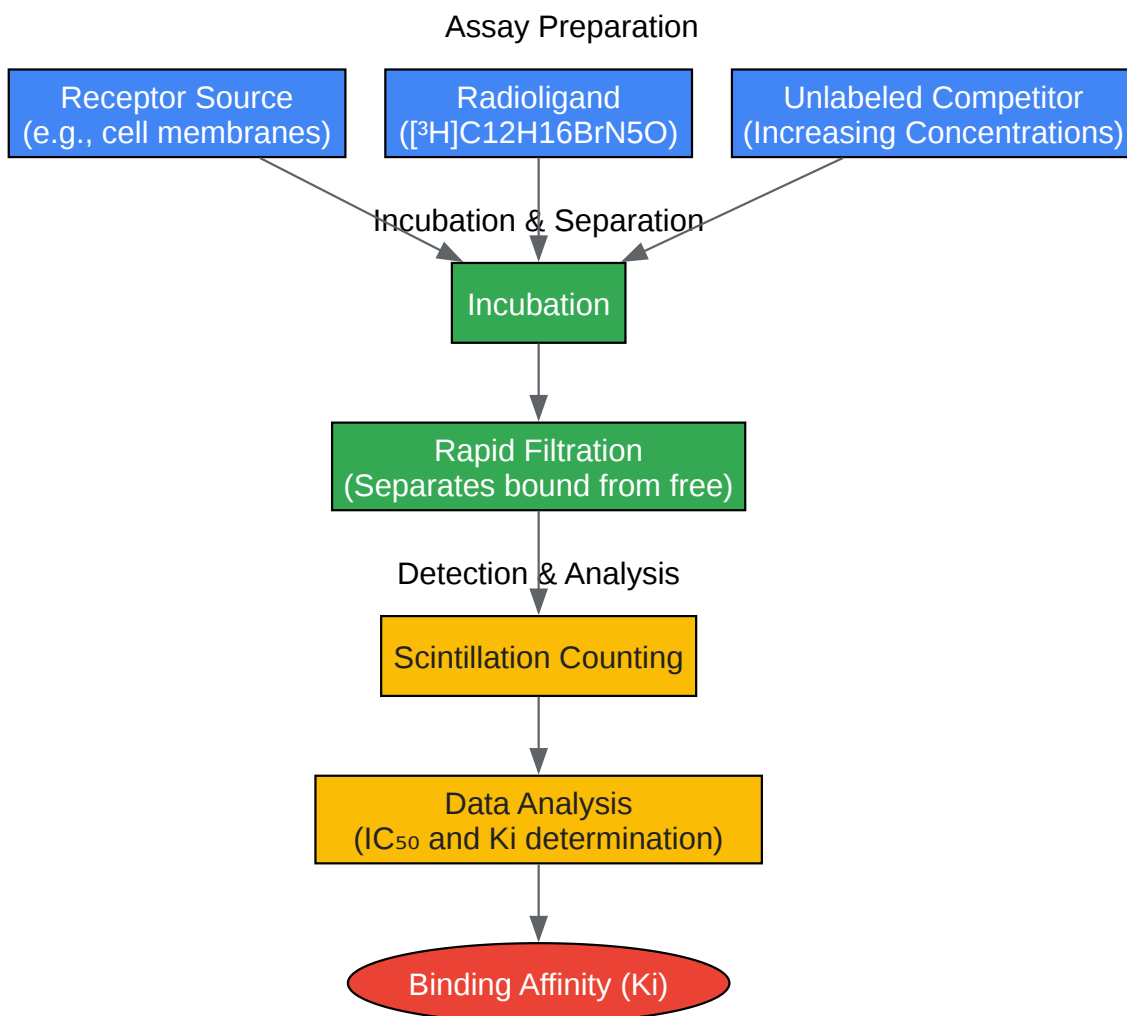 Assay Preparation
Receptor Source
(e.g., cell membranes)
Radioligand
([³H]C12H16BrN5O)
Unlabeled Competitor
(Increasing Concentrations)
Incubation & Separation
Incubation
Rapid Filtration
(Separates bound from free)
Detection & Analysis
Scintillation Counting
Data Analysis
(IC₅₀ and Ki determination)
Binding Affinity (Ki)